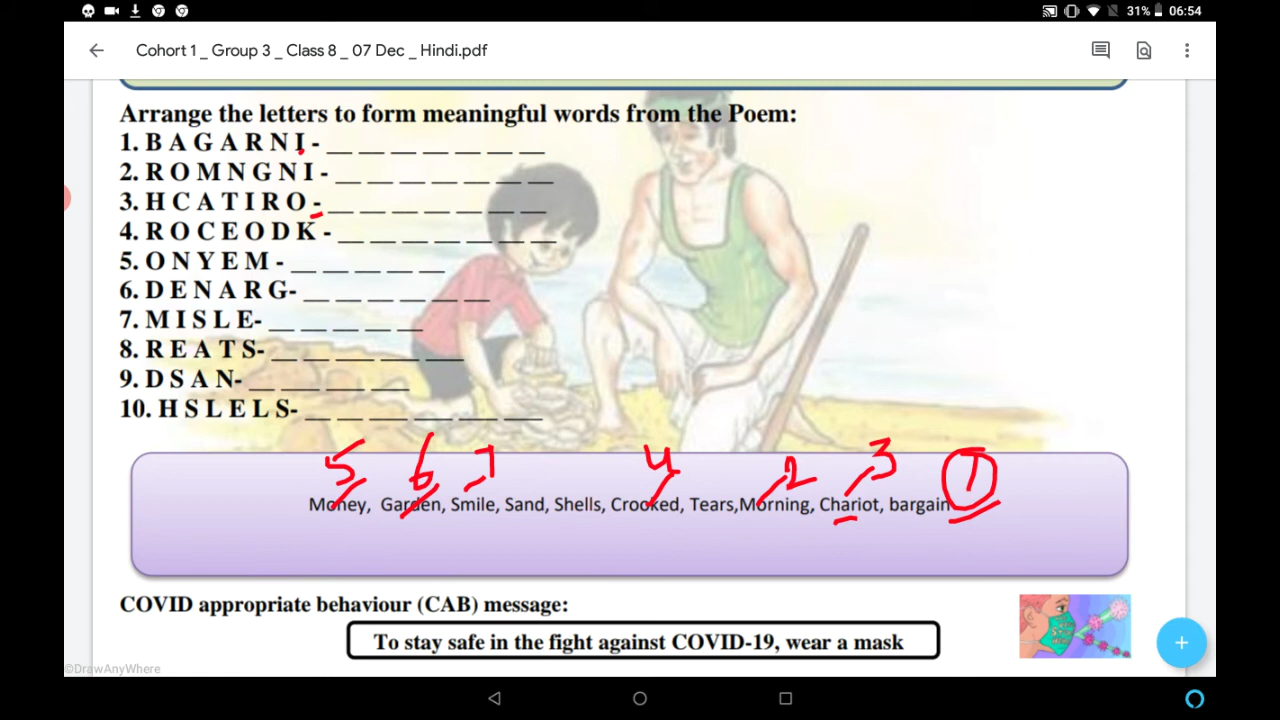 31% 06:54
Cohort 1 _ Group 3 _ Class 8 _ 07 Dec _ Hindi.pdf
Arrange the letters to form meaningful words from the Poem:
1. B A G A R N I - _ _ _ _ _ _ _
2. R O M N G N I - _ _ _ _ _ _ _
3. H C A T I R O - _ _ _ _ _ _ _
4. R O C E O D K - _ _ _ _ _ _ _
5. O N Y E M - _ _ _ _ _
6. D E N A R G- _ _ _ _ _ _
7. M I S L E- _ _ _ _ _
8. R E A T S- _ _ _ _ _ _
9. D S A N- _ _ _ _ _
10. H S L E L S- _ _ _ _ _ _ _
5 6 7 4 2 3 1
Money, Garden, Smile, Sand, Shells, Crooked, Tears,Morning, Chariot, bargain
COVID appropriate behaviour (CAB) message:
To stay safe in the fight against COVID-19, wear a mask
©DrawAnyWhere